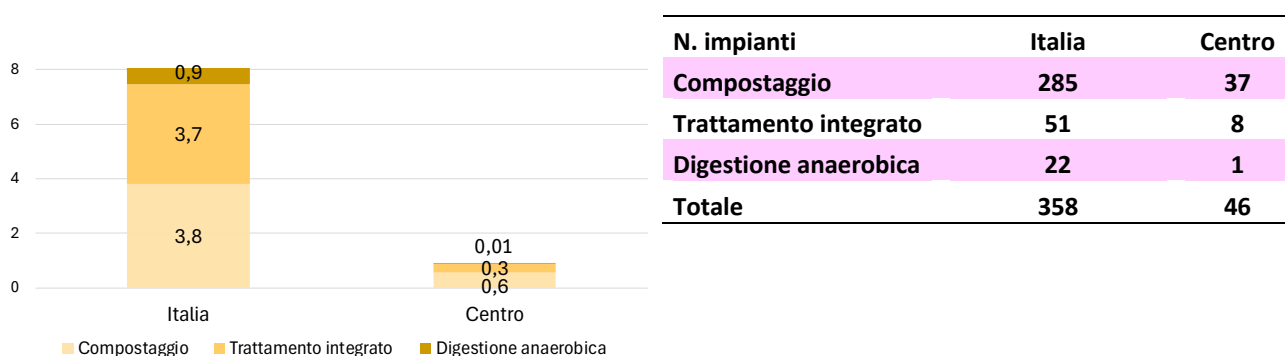 8
6
4
2
0
0,9
3,7
3,8
0,01
0,3
0,6
Italia Centro
Compostaggio Trattamento integrato Digestione anaerobica
N. impianti Italia Centro
Compostaggio 285 37
Trattamento integrato 51 8
Digestione anaerobica 22 1
Totale 358 46